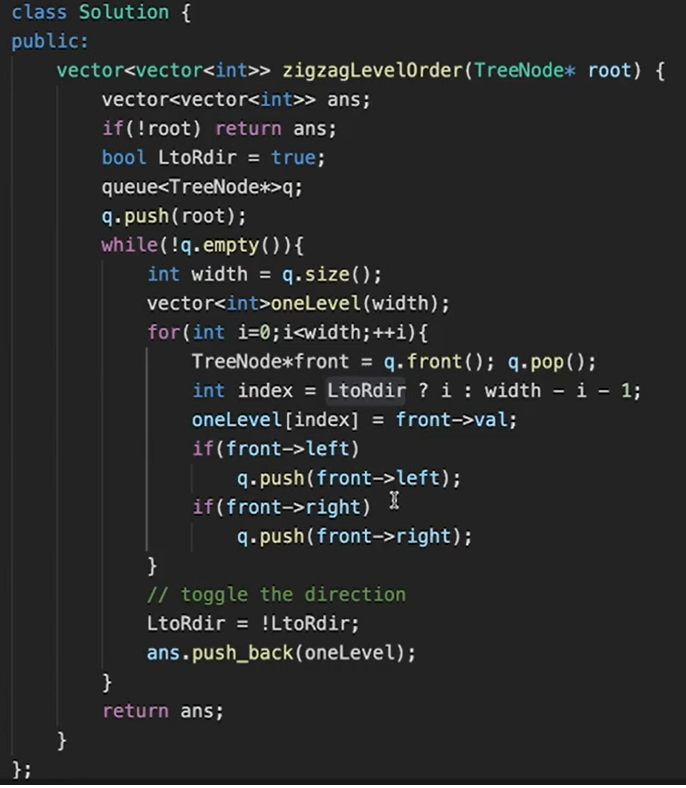 class Solution {
public:
    vector<vector<int>> zigzagLevelOrder(TreeNode* root) {
        vector<vector<int>> ans;
        if(!root) return ans;
        bool LtoRdir = true;
        queue<TreeNode*>q;
        q.push(root);
        while(!q.empty()){
            int width = q.size();
            vector<int>oneLevel(width);
            for(int i=0;i<width;++i){
                TreeNode*front = q.front(); q.pop();
                int index = LtoRdir ? i : width - i - 1;
                oneLevel[index] = front->val;
                if(front->left)
                    q.push(front->left);
                if(front->right)
                    q.push(front->right);
            }
            // toggle the direction
            LtoRdir = !LtoRdir;
            ans.push_back(oneLevel);
        }
        return ans;
    }
};